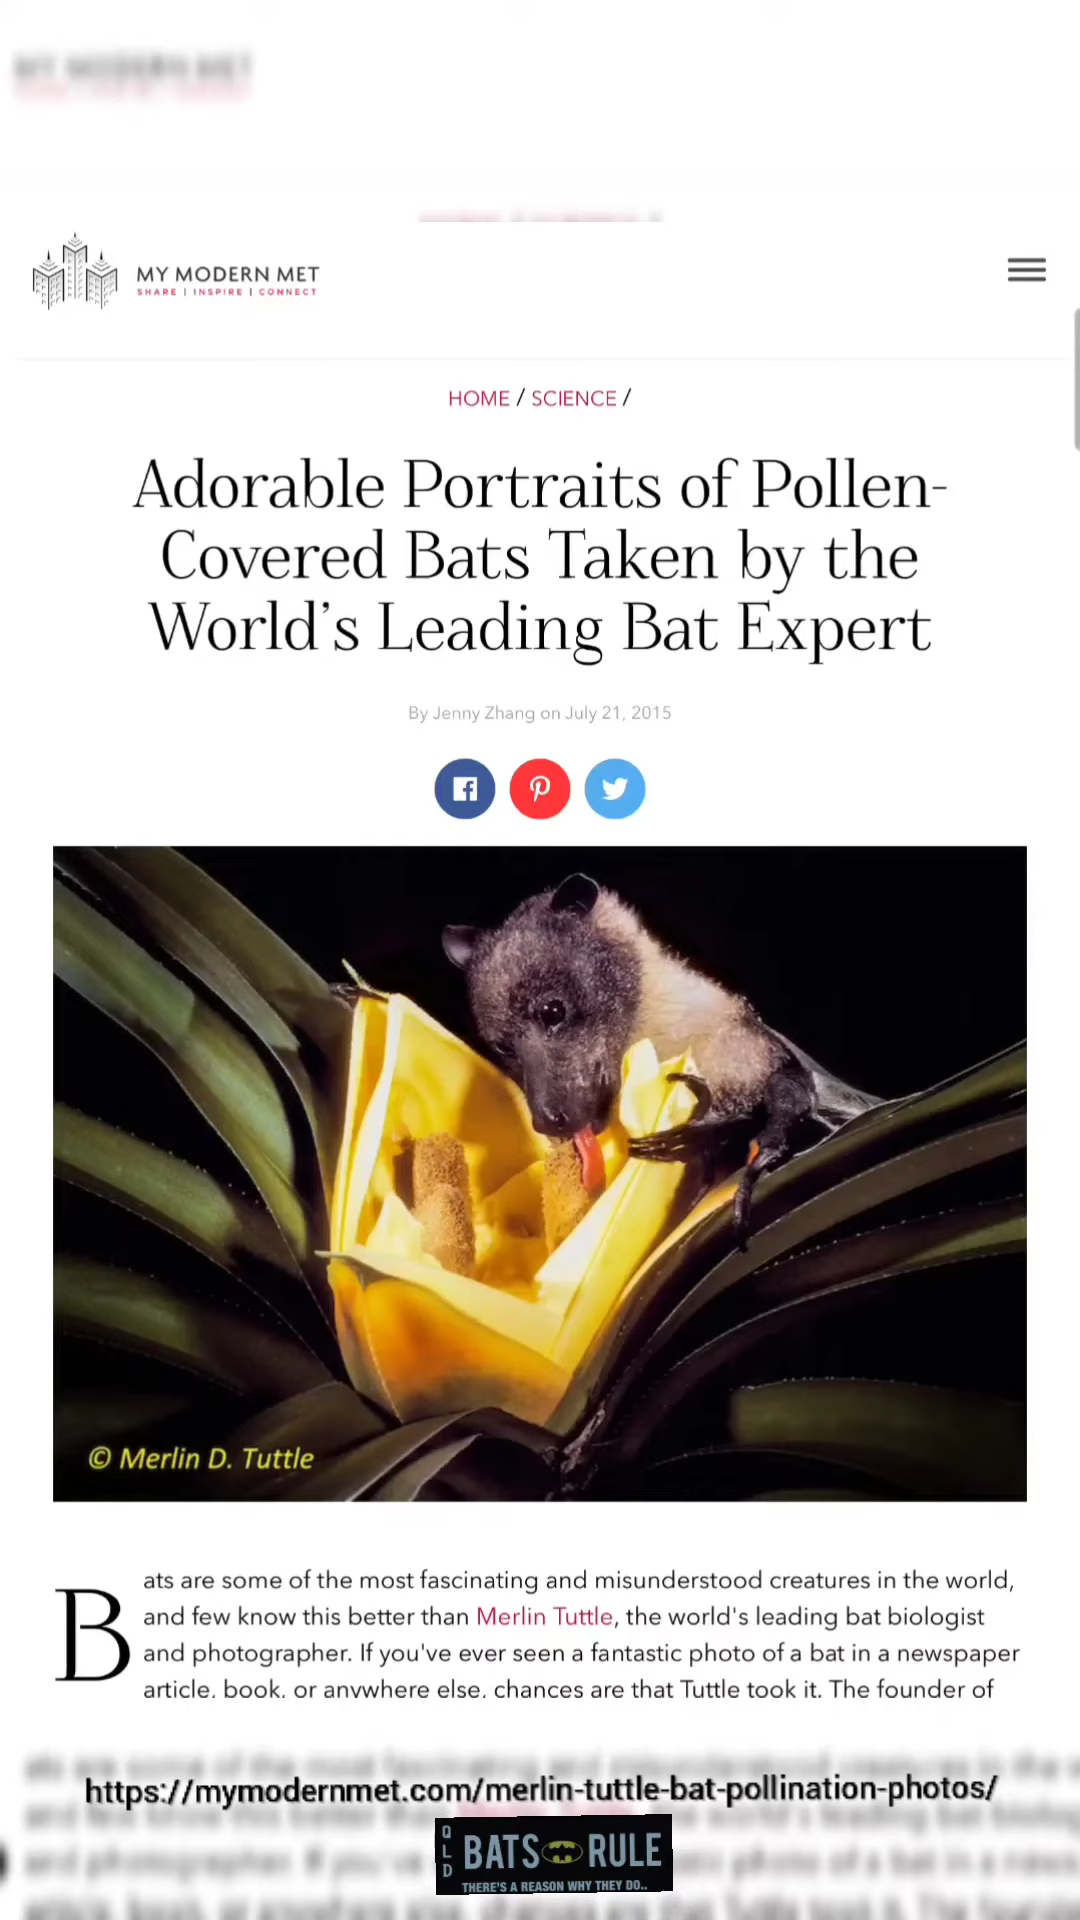 MY MODERN MET
MY MODERN MET
SHARE | INSPIRE | CONNECT
HOME / SCIENCE /
Adorable Portraits of Pollen-
Covered Bats Taken by the
World's Leading Bat Expert
By Jenny Zhang on July 21, 2015
© Merlin D. Tuttle
Bats are some of the most fascinating and misunderstood creatures in the world,
and few know this better than Merlin Tuttle, the world's leading bat biologist
and photographer. If you've ever seen a fantastic photo of a bat in a newspaper
article, book, or anywhere else, chances are that Tuttle took it. The founder of
https://mymodernmet.com/merlin-tuttle-bat-pollination-photos/
QLD
BATS RULE
THERE'S A REASON WHY THEY DO..